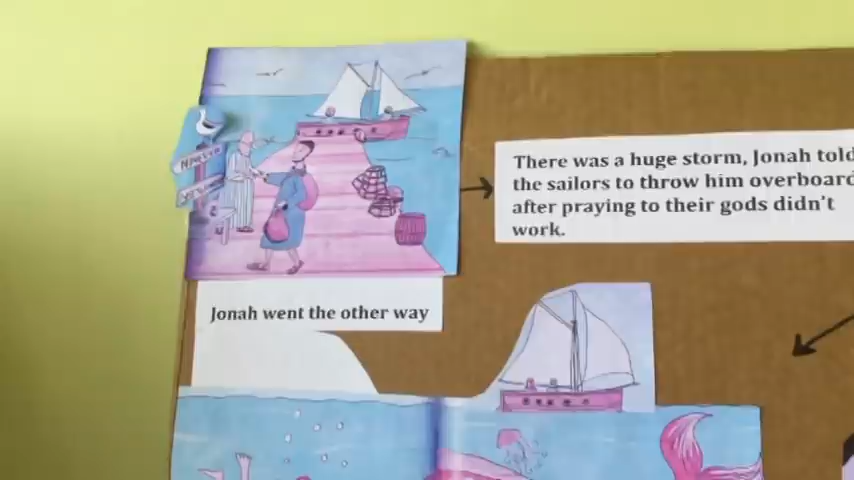 NINEVEH
Jonah went the other way
There was a huge storm, Jonah told
the sailors to throw him overboard
after praying to their gods didn't
work.